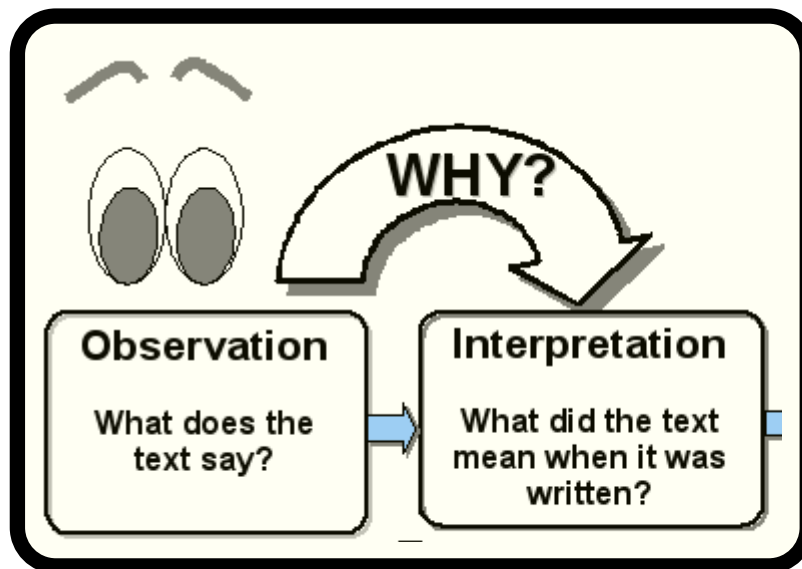 WHY?
Observation
What does the
text say?
Interpretation
What did the text
mean when it was
written?